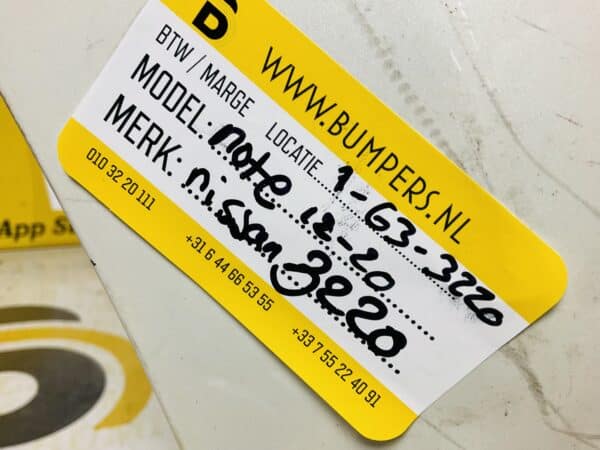 WWW.BUMPERS.NL
BTW / MARGE LOCATIE 1-63-3220
MODEL: note 12-20
MERK: nissan 3220
010 32 20 111 +31 6 44 66 53 55 +33 7 55 22 40 91
App S